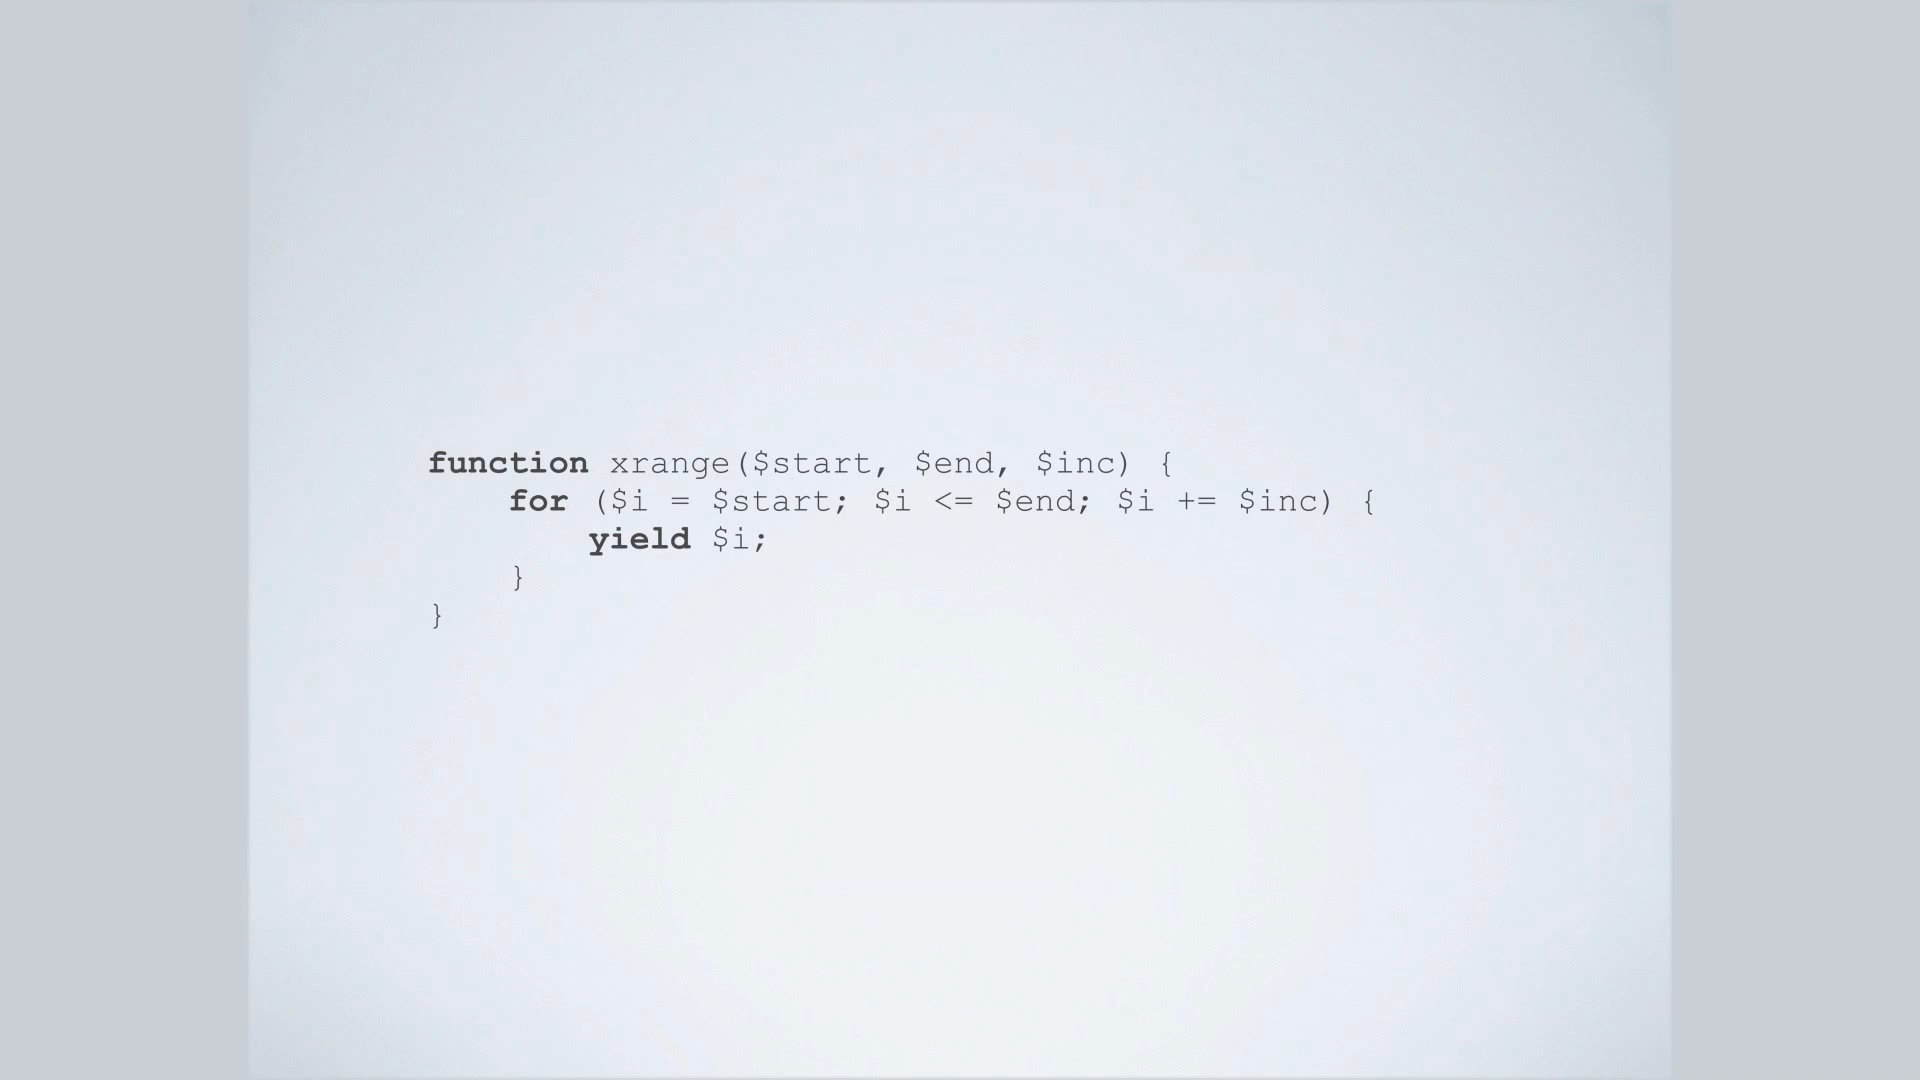 function xrange($start, $end, $inc) {
    for ($i = $start; $i <= $end; $i += $inc) {
        yield $i;
    }
}